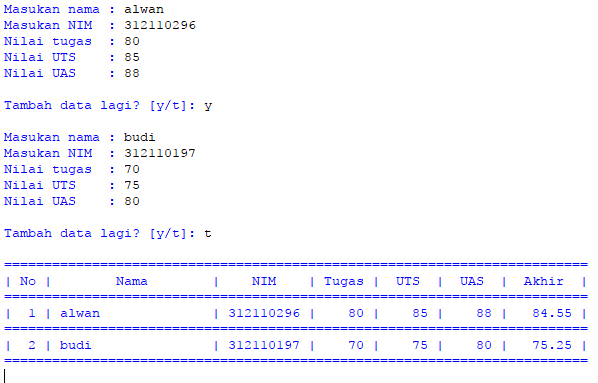 Masukan nama : alwan
Masukan NIM  : 312110296
Nilai tugas  : 80
Nilai UTS    : 85
Nilai UAS    : 88
Tambah data lagi? [y/t]: y
Masukan nama : budi
Masukan NIM  : 312110197
Nilai tugas  : 70
Nilai UTS    : 75
Nilai UAS    : 80
Tambah data lagi? [y/t]: t
=========================================================================
| No |        Nama        |    NIM    | Tugas |  UTS  |  UAS  |  Akhir  |
=========================================================================
|  1 | alwan              | 312110296 |    80 |    85 |    88 |   84.55 |
=========================================================================
|  2 | budi               | 312110197 |    70 |    75 |    80 |   75.25 |
=========================================================================